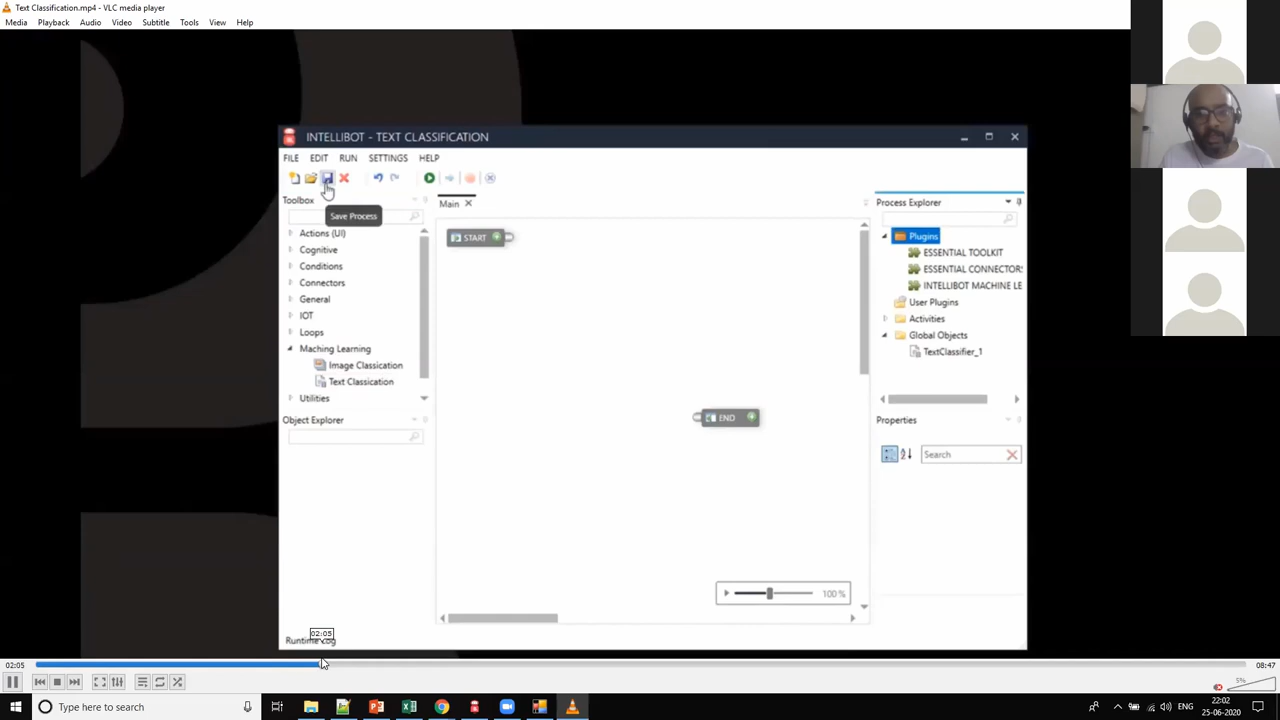 Text Classification.mp4 - VLC media player
Media Playback Audio Video Subtitle Tools View Help
INTELLIBOT - TEXT CLASSIFICATION
FILE EDIT RUN SETTINGS HELP
Toolbox
Save Process
Actions (UI)
Cognitive
Conditions
Connectors
General
IOT
Loops
Maching Learning
Image Classication
Text Classication
Utilities
Object Explorer
Main
START
END
100 %
Process Explorer
Plugins
ESSENTIAL TOOLKIT
ESSENTIAL CONNECTORS
INTELLIBOT MACHINE LE
User Plugins
Activities
Global Objects
TextClassifier_1
Properties
Search
02:05
Runtime Log
02:05
08:47
5%
Type here to search
ENG
22:02
25-06-2020